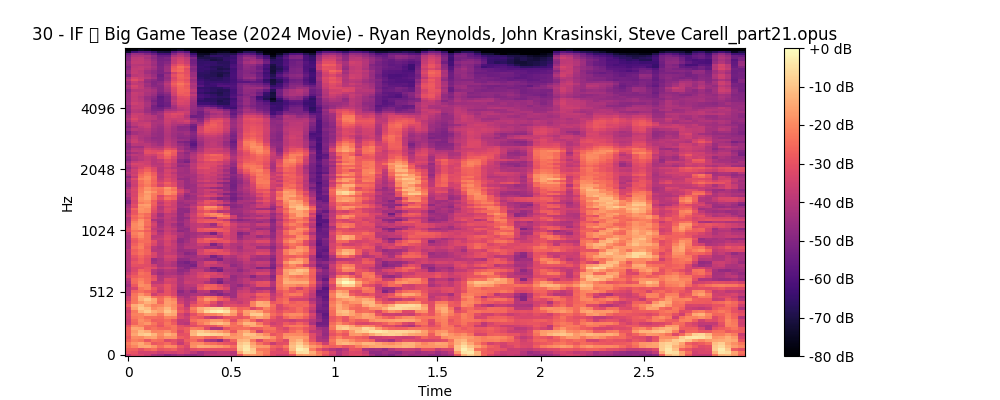 30 - IF ▯ Big Game Tease (2024 Movie) - Ryan Reynolds, John Krasinski, Steve Carell_part21.opus
+0 dB
-10 dB
-20 dB
-30 dB
-40 dB
-50 dB
-60 dB
-70 dB
-80 dB
4096
2048
1024
512
0
Hz
0
0.5
1
1.5
2
2.5
Time